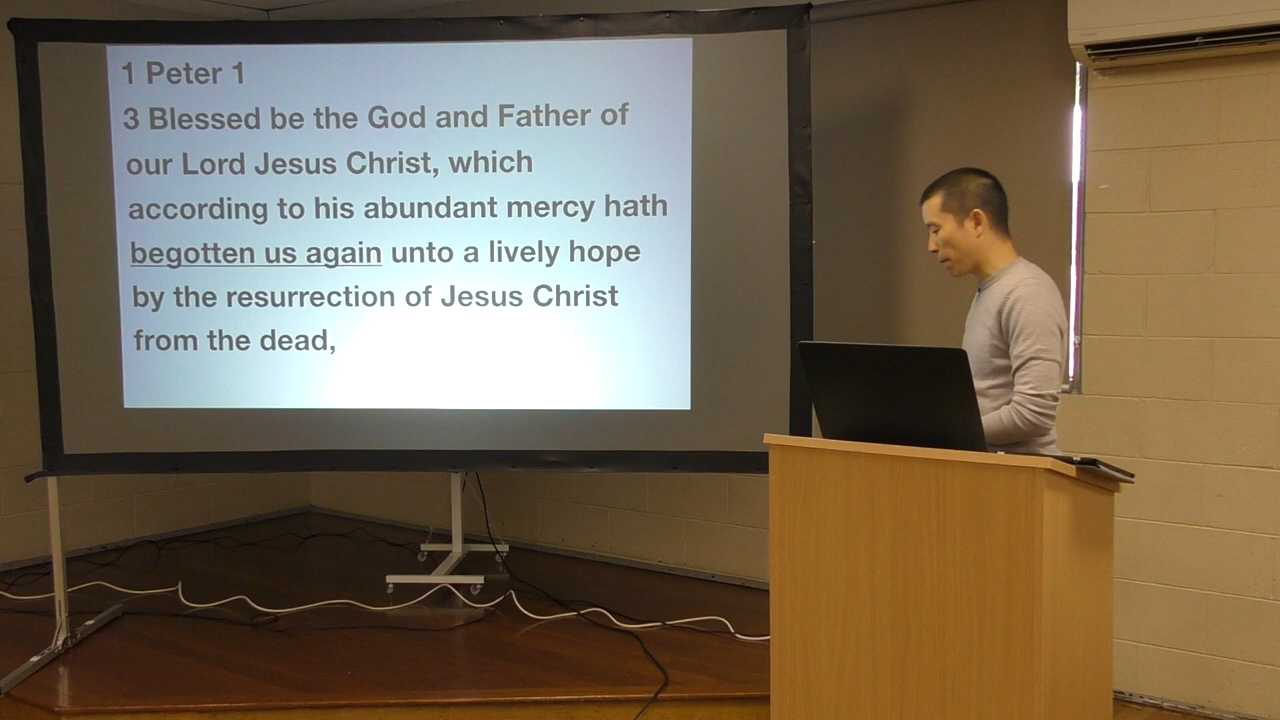 1 Peter 1
3 Blessed be the God and Father of
our Lord Jesus Christ, which
according to his abundant mercy hath
begotten us again unto a lively hope
by the resurrection of Jesus Christ
from the dead,